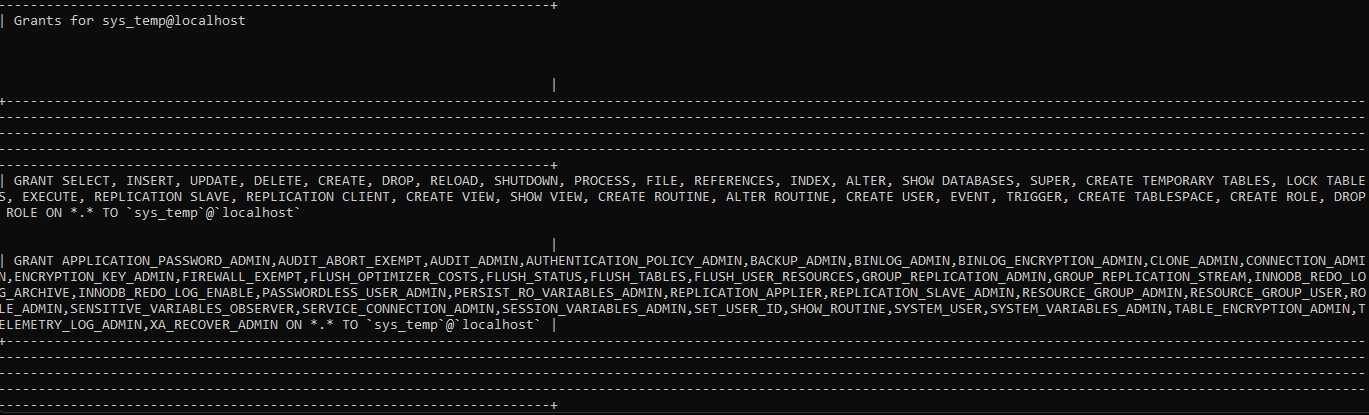 -----------------------------------------------------------------------+
| Grants for sys_temp@localhost
|
+--------------------------------------------------------------------------------------------------------------------------------------------------------------------------
---------------------------------------------------------------------------------------------------------------------------------------------------------------------------
---------------------------------------------------------------------------------------------------------------------------------------------------------------------------
---------------------------------------------------------------------------------------------------------------------------------------------------------------------------
---------------------------------------------------------------------+
| GRANT SELECT, INSERT, UPDATE, DELETE, CREATE, DROP, RELOAD, SHUTDOWN, PROCESS, FILE, REFERENCES, INDEX, ALTER, SHOW DATABASES, SUPER, CREATE TEMPORARY TABLES, LOCK TABLE
S, EXECUTE, REPLICATION SLAVE, REPLICATION CLIENT, CREATE VIEW, SHOW VIEW, CREATE ROUTINE, ALTER ROUTINE, CREATE USER, EVENT, TRIGGER, CREATE TABLESPACE, CREATE ROLE, DROP
ROLE ON *.* TO `sys_temp`@`localhost`
|
| GRANT APPLICATION_PASSWORD_ADMIN,AUDIT_ABORT_EXEMPT,AUDIT_ADMIN,AUTHENTICATION_POLICY_ADMIN,BACKUP_ADMIN,BINLOG_ADMIN,BINLOG_ENCRYPTION_ADMIN,CLONE_ADMIN,CONNECTION_ADMI
N,ENCRYPTION_KEY_ADMIN,FIREWALL_EXEMPT,FLUSH_OPTIMIZER_COSTS,FLUSH_STATUS,FLUSH_TABLES,FLUSH_USER_RESOURCES,GROUP_REPLICATION_ADMIN,GROUP_REPLICATION_STREAM,INNODB_REDO_LO
G_ARCHIVE,INNODB_REDO_LOG_ENABLE,PASSWORDLESS_USER_ADMIN,PERSIST_RO_VARIABLES_ADMIN,REPLICATION_APPLIER,REPLICATION_SLAVE_ADMIN,RESOURCE_GROUP_ADMIN,RESOURCE_GROUP_USER,RO
LE_ADMIN,SENSITIVE_VARIABLES_OBSERVER,SERVICE_CONNECTION_ADMIN,SESSION_VARIABLES_ADMIN,SET_USER_ID,SHOW_ROUTINE,SYSTEM_USER,SYSTEM_VARIABLES_ADMIN,TABLE_ENCRYPTION_ADMIN,T
ELEMETRY_LOG_ADMIN,XA_RECOVER_ADMIN ON *.* TO `sys_temp`@`localhost` |
+--------------------------------------------------------------------------------------------------------------------------------------------------------------------------
---------------------------------------------------------------------------------------------------------------------------------------------------------------------------
---------------------------------------------------------------------------------------------------------------------------------------------------------------------------
---------------------------------------------------------------------------------------------------------------------------------------------------------------------------
---------------------------------------------------------------------+